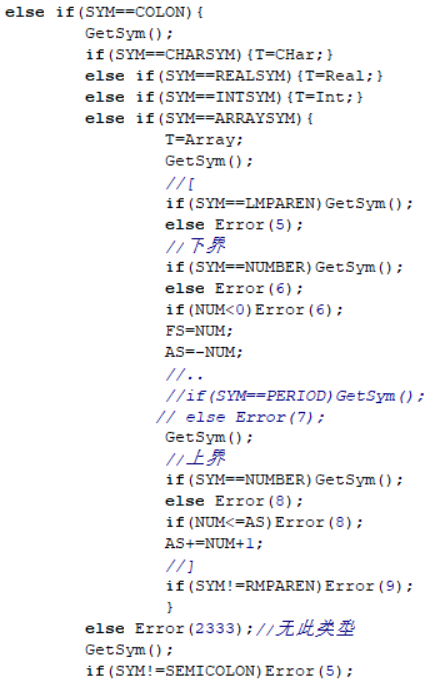 else if(SYM==COLON){
GetSym();
if(SYM==CHARSYM){T=CHar;}
else if(SYM==REALSYM){T=Real;}
else if(SYM==INTSYM){T=Int;}
else if(SYM==ARRAYSYM){
T=Array;
GetSym();
//[
if(SYM==LMPAREN)GetSym();
else Error(5);
//下界
if(SYM==NUMBER)GetSym();
else Error(6);
if(NUM<0)Error(6);
FS=NUM;
AS=-NUM;
//..
//if(SYM==PERIOD)GetSym();
// else Error(7);
GetSym();
//上界
if(SYM==NUMBER)GetSym();
else Error(8);
if(NUM<=AS)Error(8);
AS+=NUM+1;
//]
if(SYM!=RMPAREN)Error(9);
}
else Error(2333);//无此类型
GetSym();
if(SYM!=SEMICOLON)Error(5);